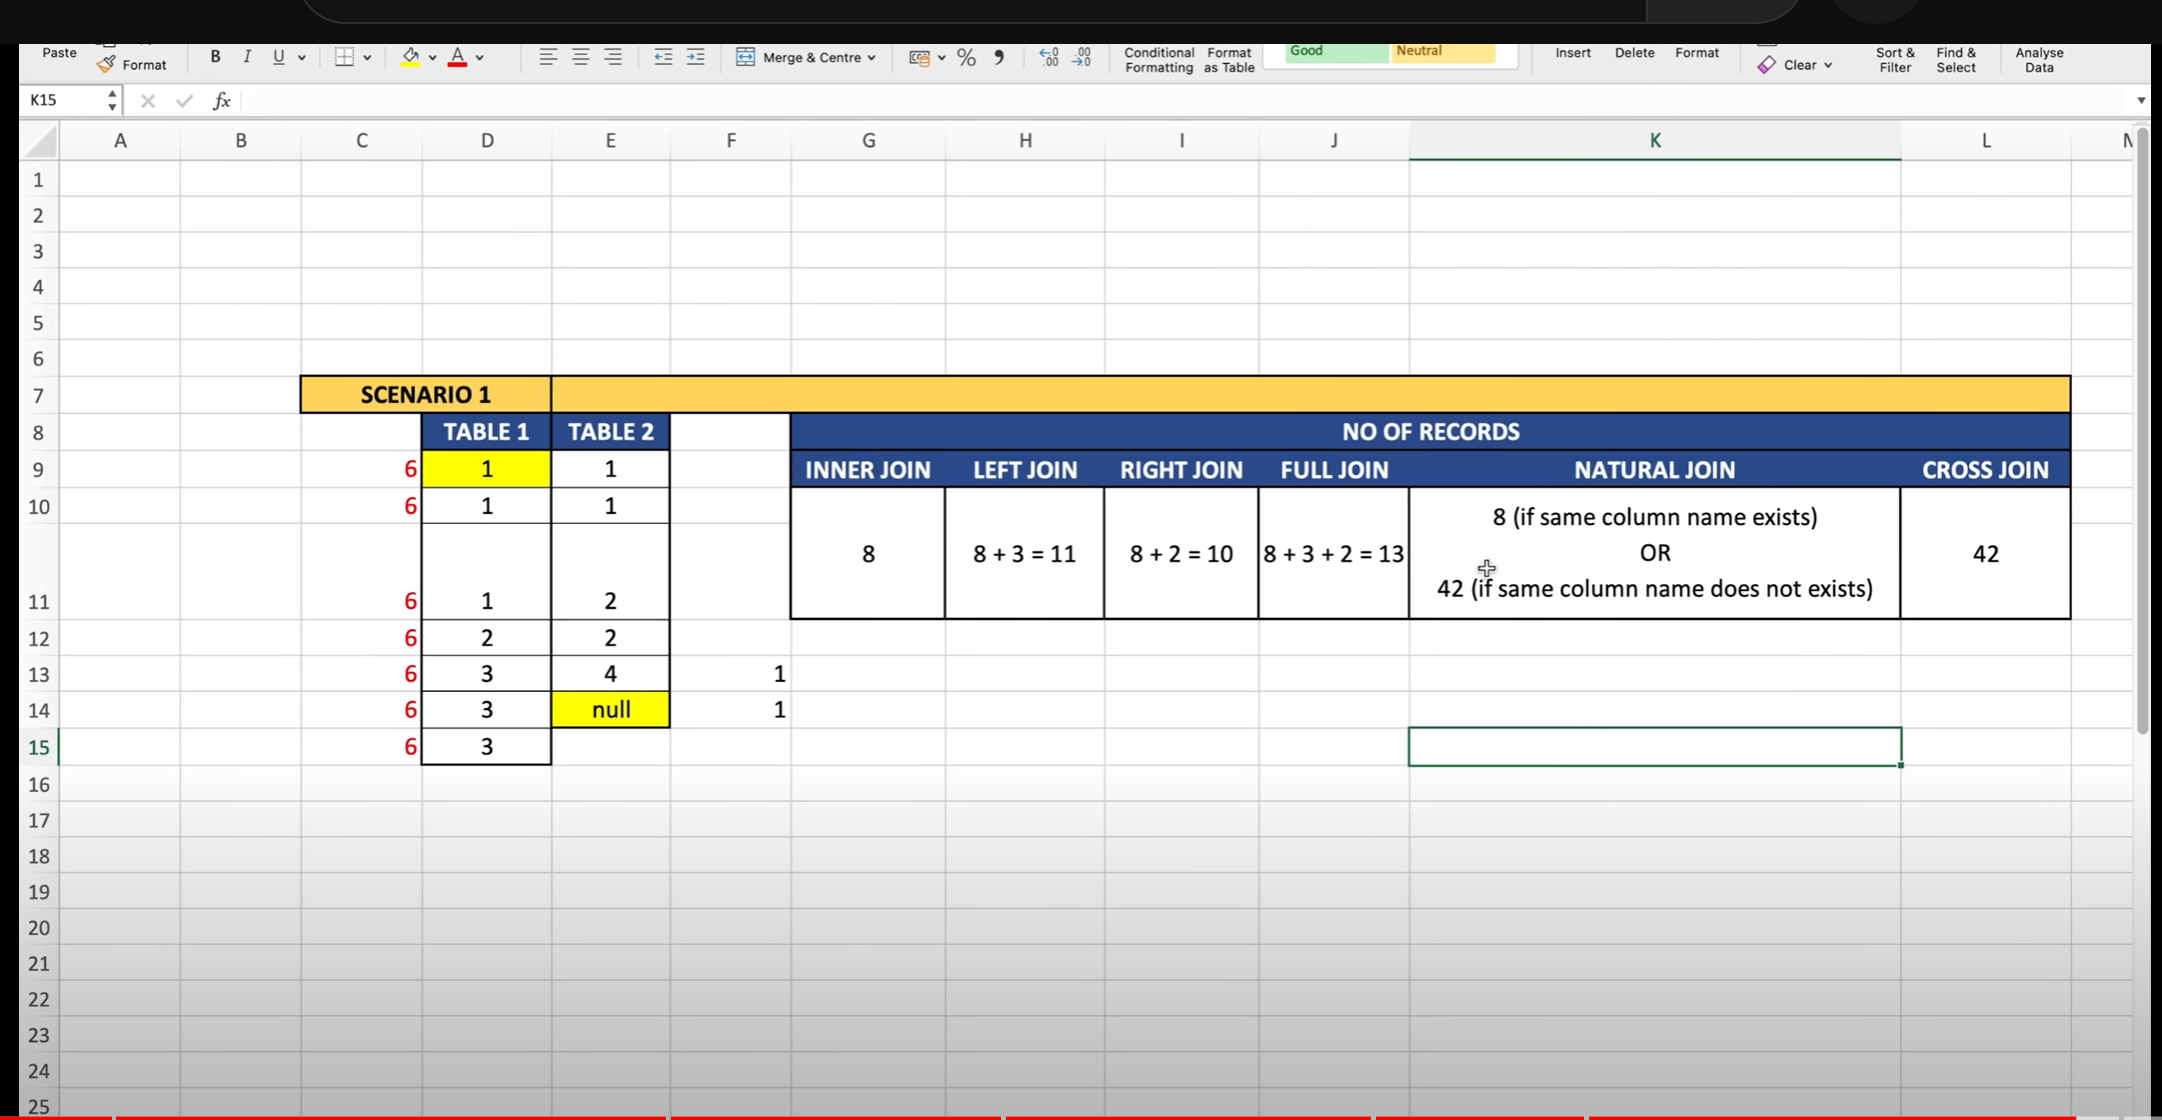 Paste
Format
B I U
A
Merge & Centre
%
Conditional Formatting
Format as Table
Good
Neutral
Insert
Delete
Format
Clear
Sort & Filter
Find & Select
Analyse Data
K15
fx
A B C D E F G H I J K L
1
2
3
4
5
6
7 SCENARIO 1
8 TABLE 1 TABLE 2 NO OF RECORDS
9 6 1 1 INNER JOIN LEFT JOIN RIGHT JOIN FULL JOIN NATURAL JOIN CROSS JOIN
10 6 1 1
8 8 + 3 = 11 8 + 2 = 10 8 + 3 + 2 = 13
8 (if same column name exists)
OR
42 (if same column name does not exists)
42
11 6 1 2
12 6 2 2
13 6 3 4 1
14 6 3 null 1
15 6 3
16
17
18
19
20
21
22
23
24
25